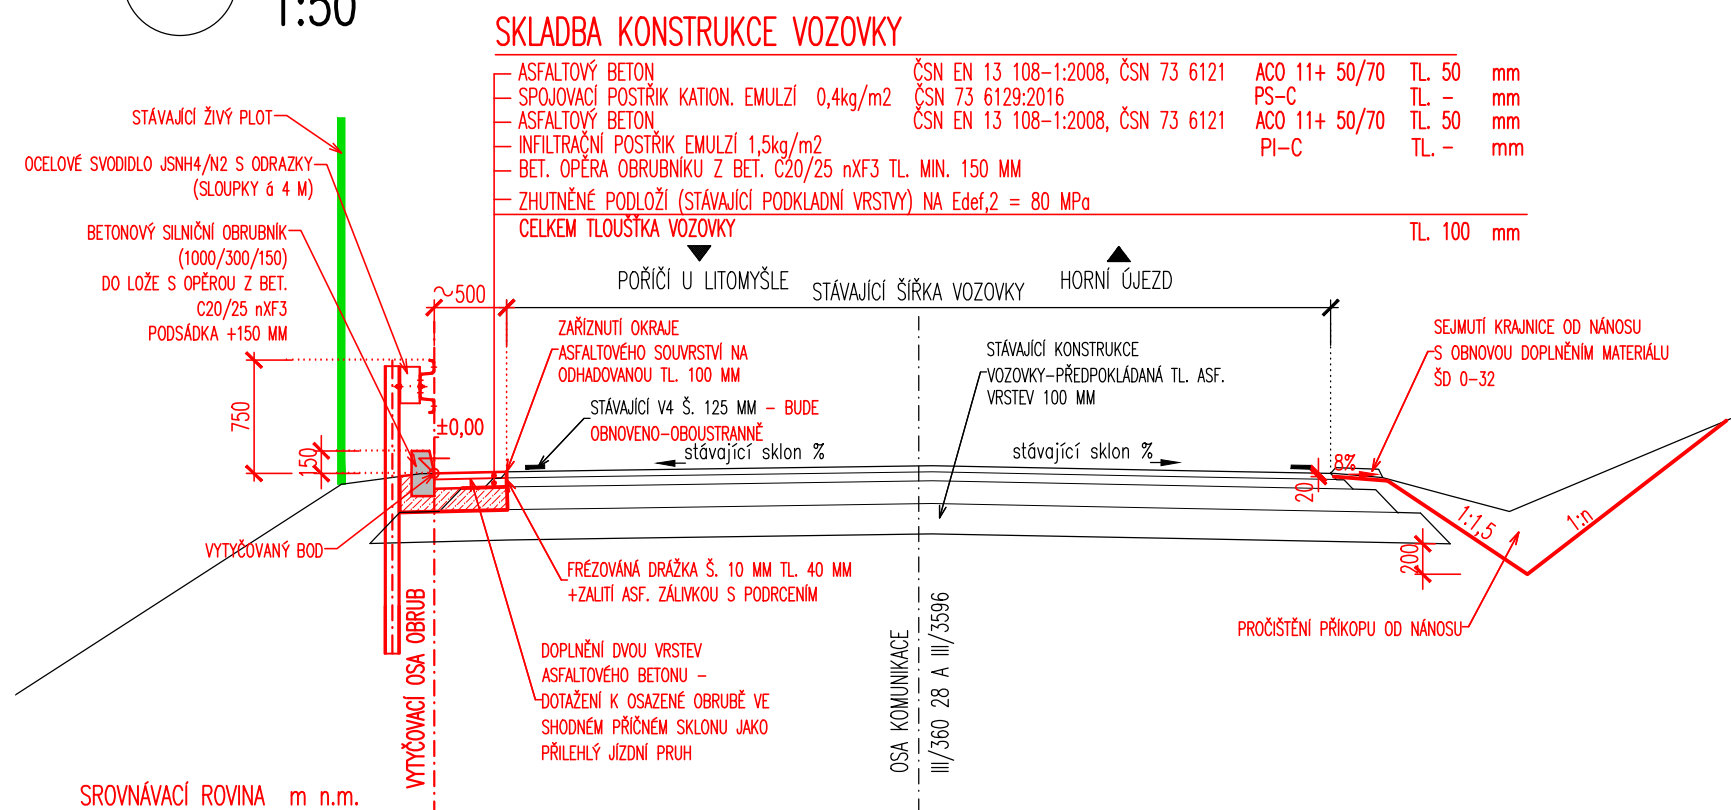 1:50
SKLADBA KONSTRUKCE VOZOVKY
ASFALTOVÝ BETON ČSN EN 13 108-1:2008, ČSN 73 6121 ACO 11+ 50/70 TL. 50 mm
SPOJOVACÍ POSTŘIK KATION. EMULZÍ 0,4kg/m2 ČSN 73 6129:2016 PS-C TL. - mm
ASFALTOVÝ BETON ČSN EN 13 108-1:2008, ČSN 73 6121 ACO 11+ 50/70 TL. 50 mm
INFILTRAČNÍ POSTŘIK EMULZÍ 1,5kg/m2 PI-C TL. - mm
BET. OPĚRA OBRUBNÍKU Z BET. C20/25 nXF3 TL. MIN. 150 MM
ZHUTNĚNÉ PODLOŽÍ (STÁVAJÍCÍ PODKLADNÍ VRSTVY) NA Edef,2 = 80 MPa
CELKEM TLOUŠŤKA VOZOVKY TL. 100 mm
STÁVAJÍCÍ ŽIVÝ PLOT
OCELOVÉ SVODIDLO JSNH4/N2 S ODRAZKY
(SLOUPKY á 4 M)
BETONOVÝ SILNIČNÍ OBRUBNÍK
(1000/300/150)
DO LOŽE S OPĚROU Z BET.
C20/25 nXF3
PODSÁDKA +150 MM
POŘÍČÍ U LITOMYŠLE
HORNÍ ÚJEZD
~500
STÁVAJÍCÍ ŠÍŘKA VOZOVKY
ZAŘÍZNUTÍ OKRAJE
ASFALTOVÉHO SOUVRSTVÍ NA
ODHADOVANOU TL. 100 MM
STÁVAJÍCÍ V4 Š. 125 MM - BUDE
OBNOVENO-OBOUSTRANNĚ
STÁVAJÍCÍ KONSTRUKCE
VOZOVKY-PŘEDPOKLÁDANÁ TL. ASF.
VRSTEV 100 MM
SEJMUTÍ KRAJNICE OD NÁNOSU
S OBNOVOU DOPLNĚNÍM MATERIÁLU
ŠD 0-32
750
150
±0,00
stávající sklon %
stávající sklon %
8%
20
1:1,5
1:n
200
VYTYČOVANÝ BOD
FRÉZOVÁNÁ DRÁŽKA Š. 10 MM TL. 40 MM
+ZALITÍ ASF. ZÁLIVKOU S PODRCENÍM
PROČIŠTĚNÍ PŘÍKOPU OD NÁNOSU
DOPLNĚNÍ DVOU VRSTEV
ASFALTOVÉHO BETONU -
DOTAŽENÍ K OSAZENÉ OBRUBĚ VE
SHODNÉM PŘÍČNÉM SKLONU JAKO
PŘILEHLÝ JÍZDNÍ PRUH
VYTYČOVACÍ OSA OBRUB
OSA KOMUNIKACE
III/360 28 A III/3596
SROVNÁVACÍ ROVINA m n.m.